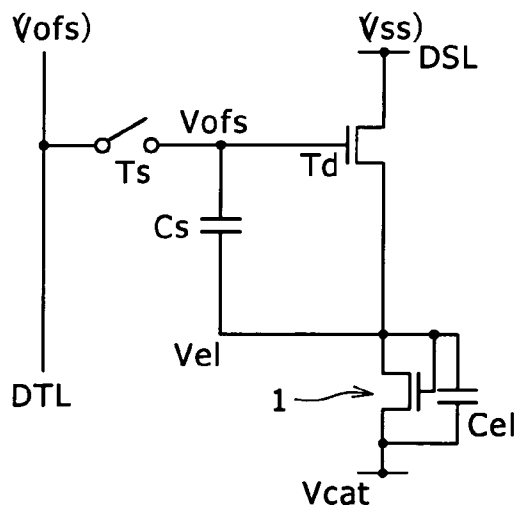 (Vofs)
(Vss)
DSL
Vofs
Ts
Td
Cs
Vel
DTL
1
Cel
Vcat